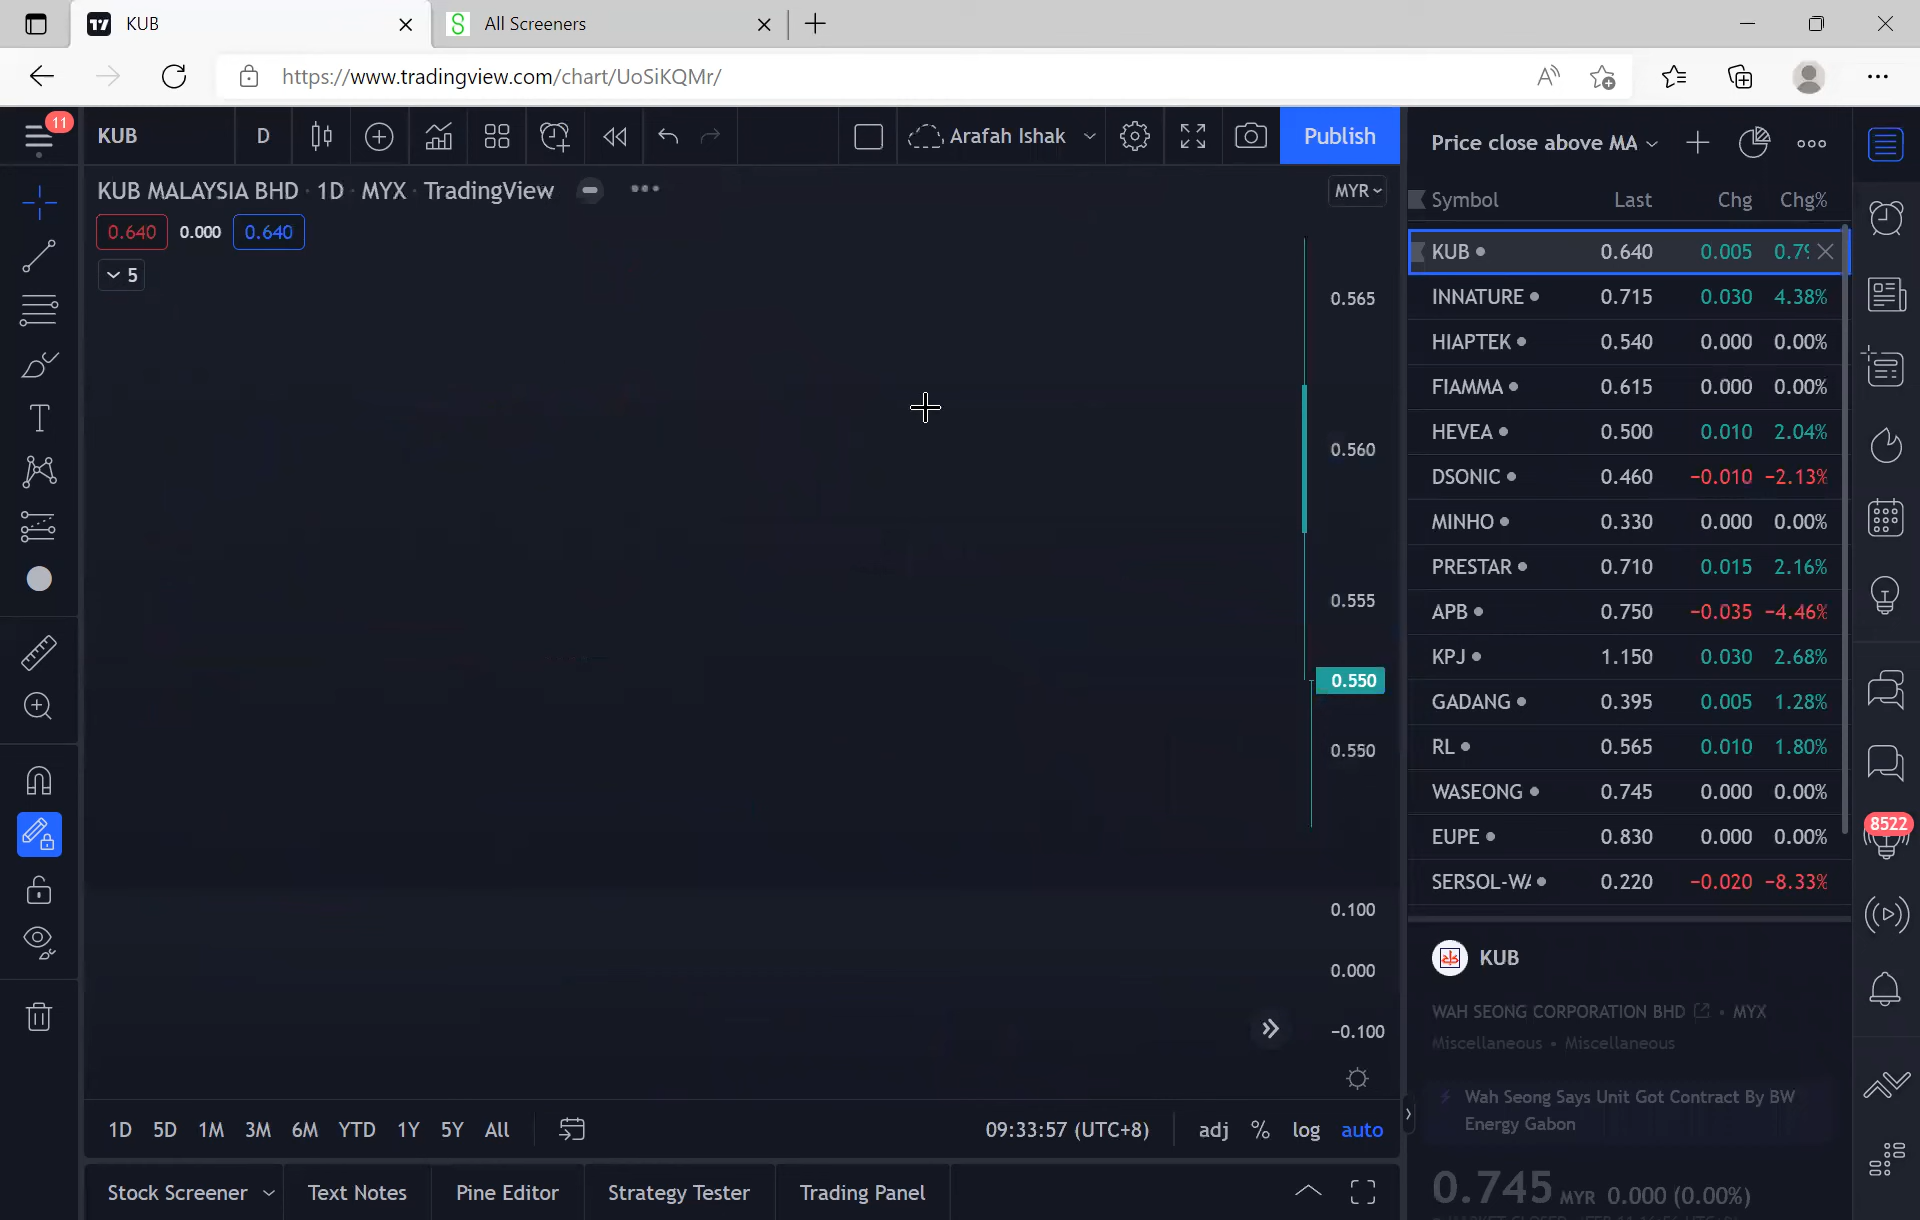 KUB
All Screeners
https://www.tradingview.com/chart/UoSiKQMr/
11
KUB
D
Arafah Ishak
Publish
Price close above MA
KUB MALAYSIA BHD · 1D · MYX · TradingView
MYR
0.640 0.000 0.640
5
Symbol Last Chg Chg%
KUB 0.640 0.005 0.79
INNATURE 0.715 0.030 4.38%
HIAPTEK 0.540 0.000 0.00%
FIAMMA 0.615 0.000 0.00%
HEVEA 0.500 0.010 2.04%
DSONIC 0.460 −0.010 −2.13%
MINHO 0.330 0.000 0.00%
PRESTAR 0.710 0.015 2.16%
APB 0.750 −0.035 −4.46%
KPJ 1.150 0.030 2.68%
GADANG 0.395 0.005 1.28%
RL 0.565 0.010 1.80%
WASEONG 0.745 0.000 0.00%
EUPE 0.830 0.000 0.00%
SERSOL-WA 0.220 −0.020 −8.33%
0.565
0.560
0.555
0.550
0.550
0.100
0.000
−0.100
8522
KUB
WAH SEONG CORPORATION BHD · MYX
Miscellaneous · Miscellaneous
Wah Seong Says Unit Got Contract By BW
Energy Gabon
0.745 MYR 0.000 (0.00%)
1D 5D 1M 3M 6M YTD 1Y 5Y All
09:33:57 (UTC+8)
adj % log auto
Stock Screener
Text Notes
Pine Editor
Strategy Tester
Trading Panel